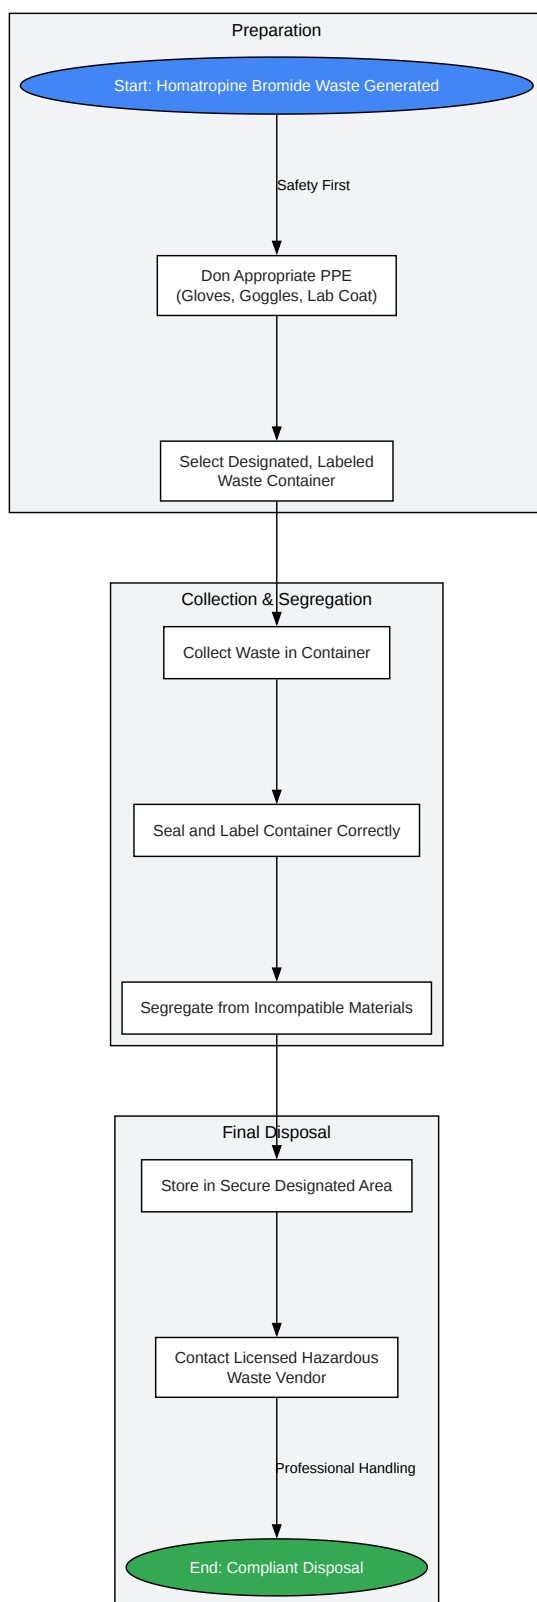 Preparation
Start: Homatropine Bromide Waste Generated
Safety First
Don Appropriate PPE
(Gloves, Goggles, Lab Coat)
Select Designated, Labeled
Waste Container
Collection & Segregation
Collect Waste in Container
Seal and Label Container Correctly
Segregate from Incompatible Materials
Final Disposal
Store in Secure Designated Area
Contact Licensed Hazardous
Waste Vendor
Professional Handling
End: Compliant Disposal